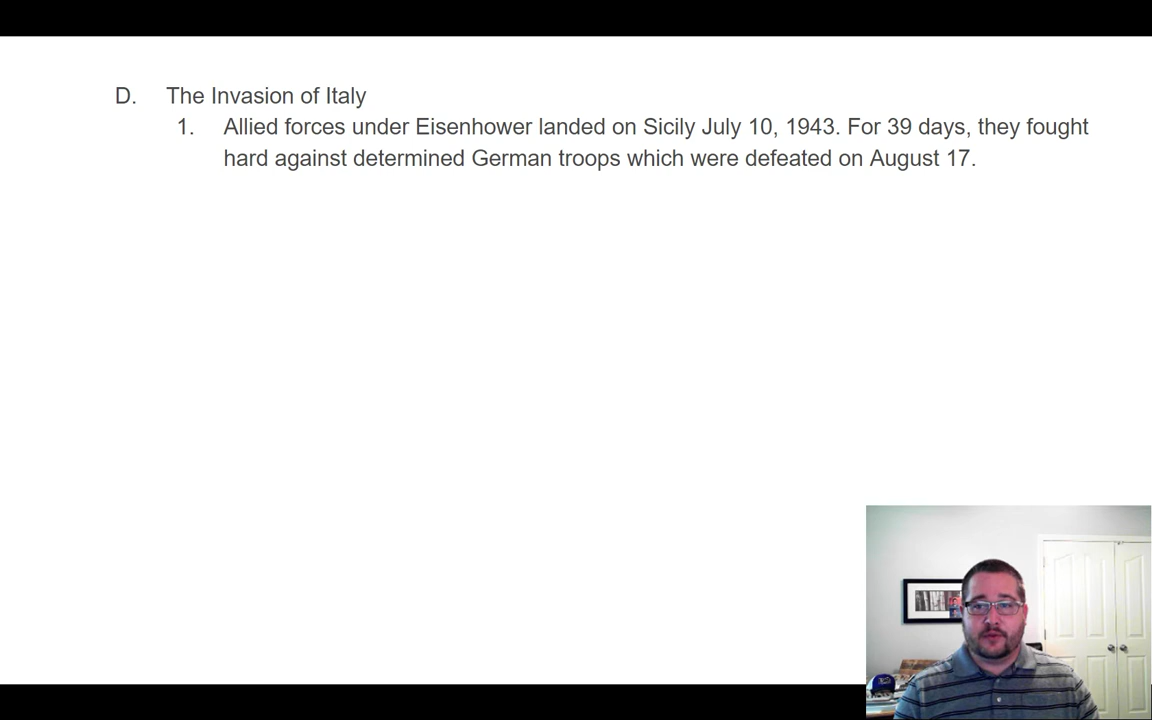 D. The Invasion of Italy
1. Allied forces under Eisenhower landed on Sicily July 10, 1943. For 39 days, they fought
hard against determined German troops which were defeated on August 17.